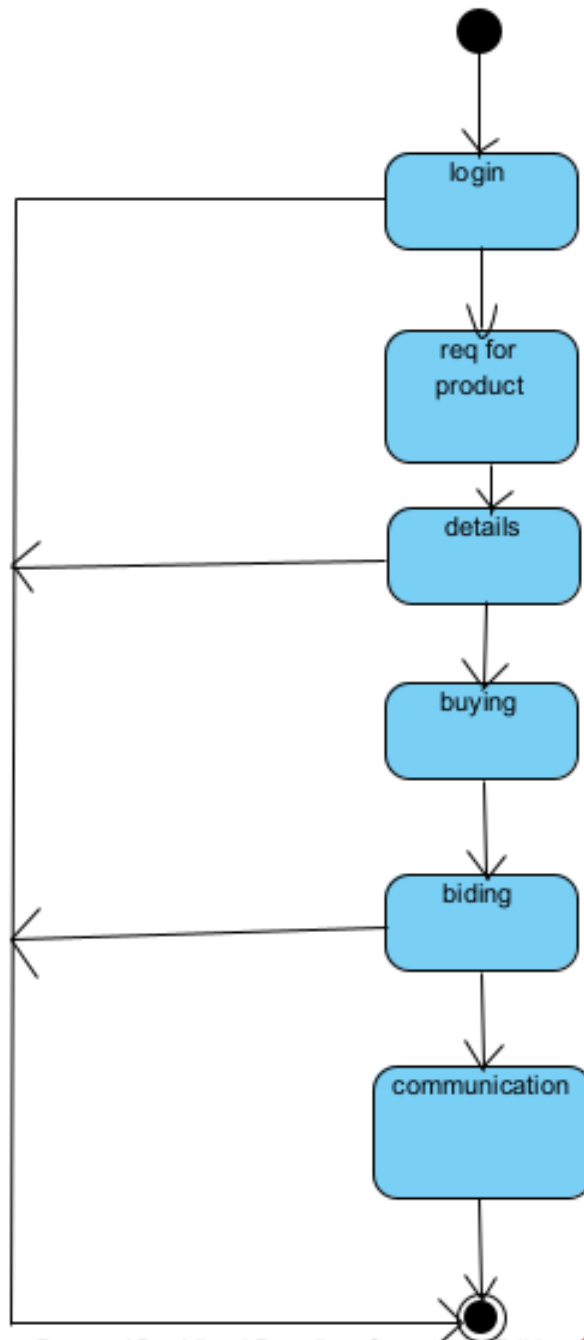 login
req for
product
details
buying
biding
communication